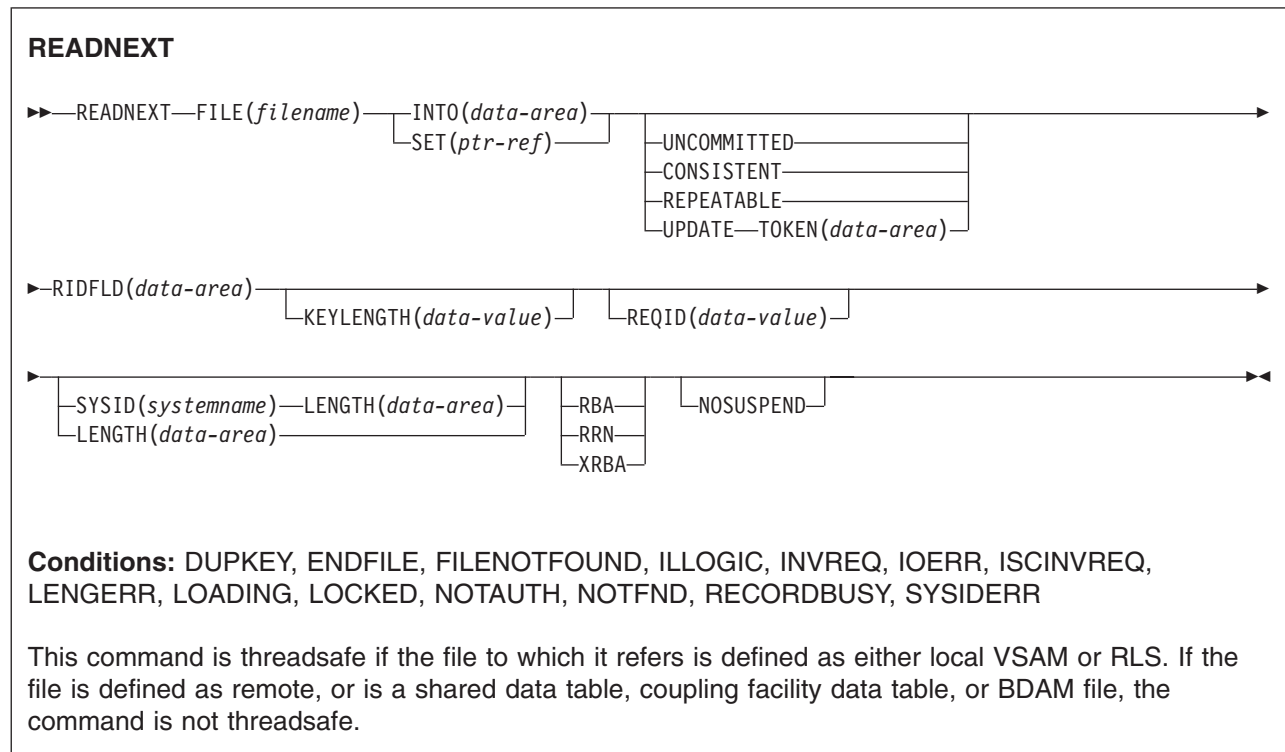 READNEXT
READNEXT FILE(filename) INTO(data-area)
SET(ptr-ref) UNCOMMITTED
CONSISTENT
REPEATABLE
UPDATE TOKEN(data-area)
RIDFLD(data-area)
KEYLENGTH(data-value) REQID(data-value)
SYSID(systemname) LENGTH(data-area) RBA NOSUSPEND
LENGTH(data-area) RRN
XRBA
Conditions: DUPKEY, ENDFILE, FILENOTFOUND, ILLOGIC, INVREQ, IOERR, ISCINVREQ,
LENGERR, LOADING, LOCKED, NOTAUTH, NOTFND, RECORDBUSY, SYSIDERR
This command is threadsafe if the file to which it refers is defined as either local VSAM or RLS. If the
file is defined as remote, or is a shared data table, coupling facility data table, or BDAM file, the
command is not threadsafe.